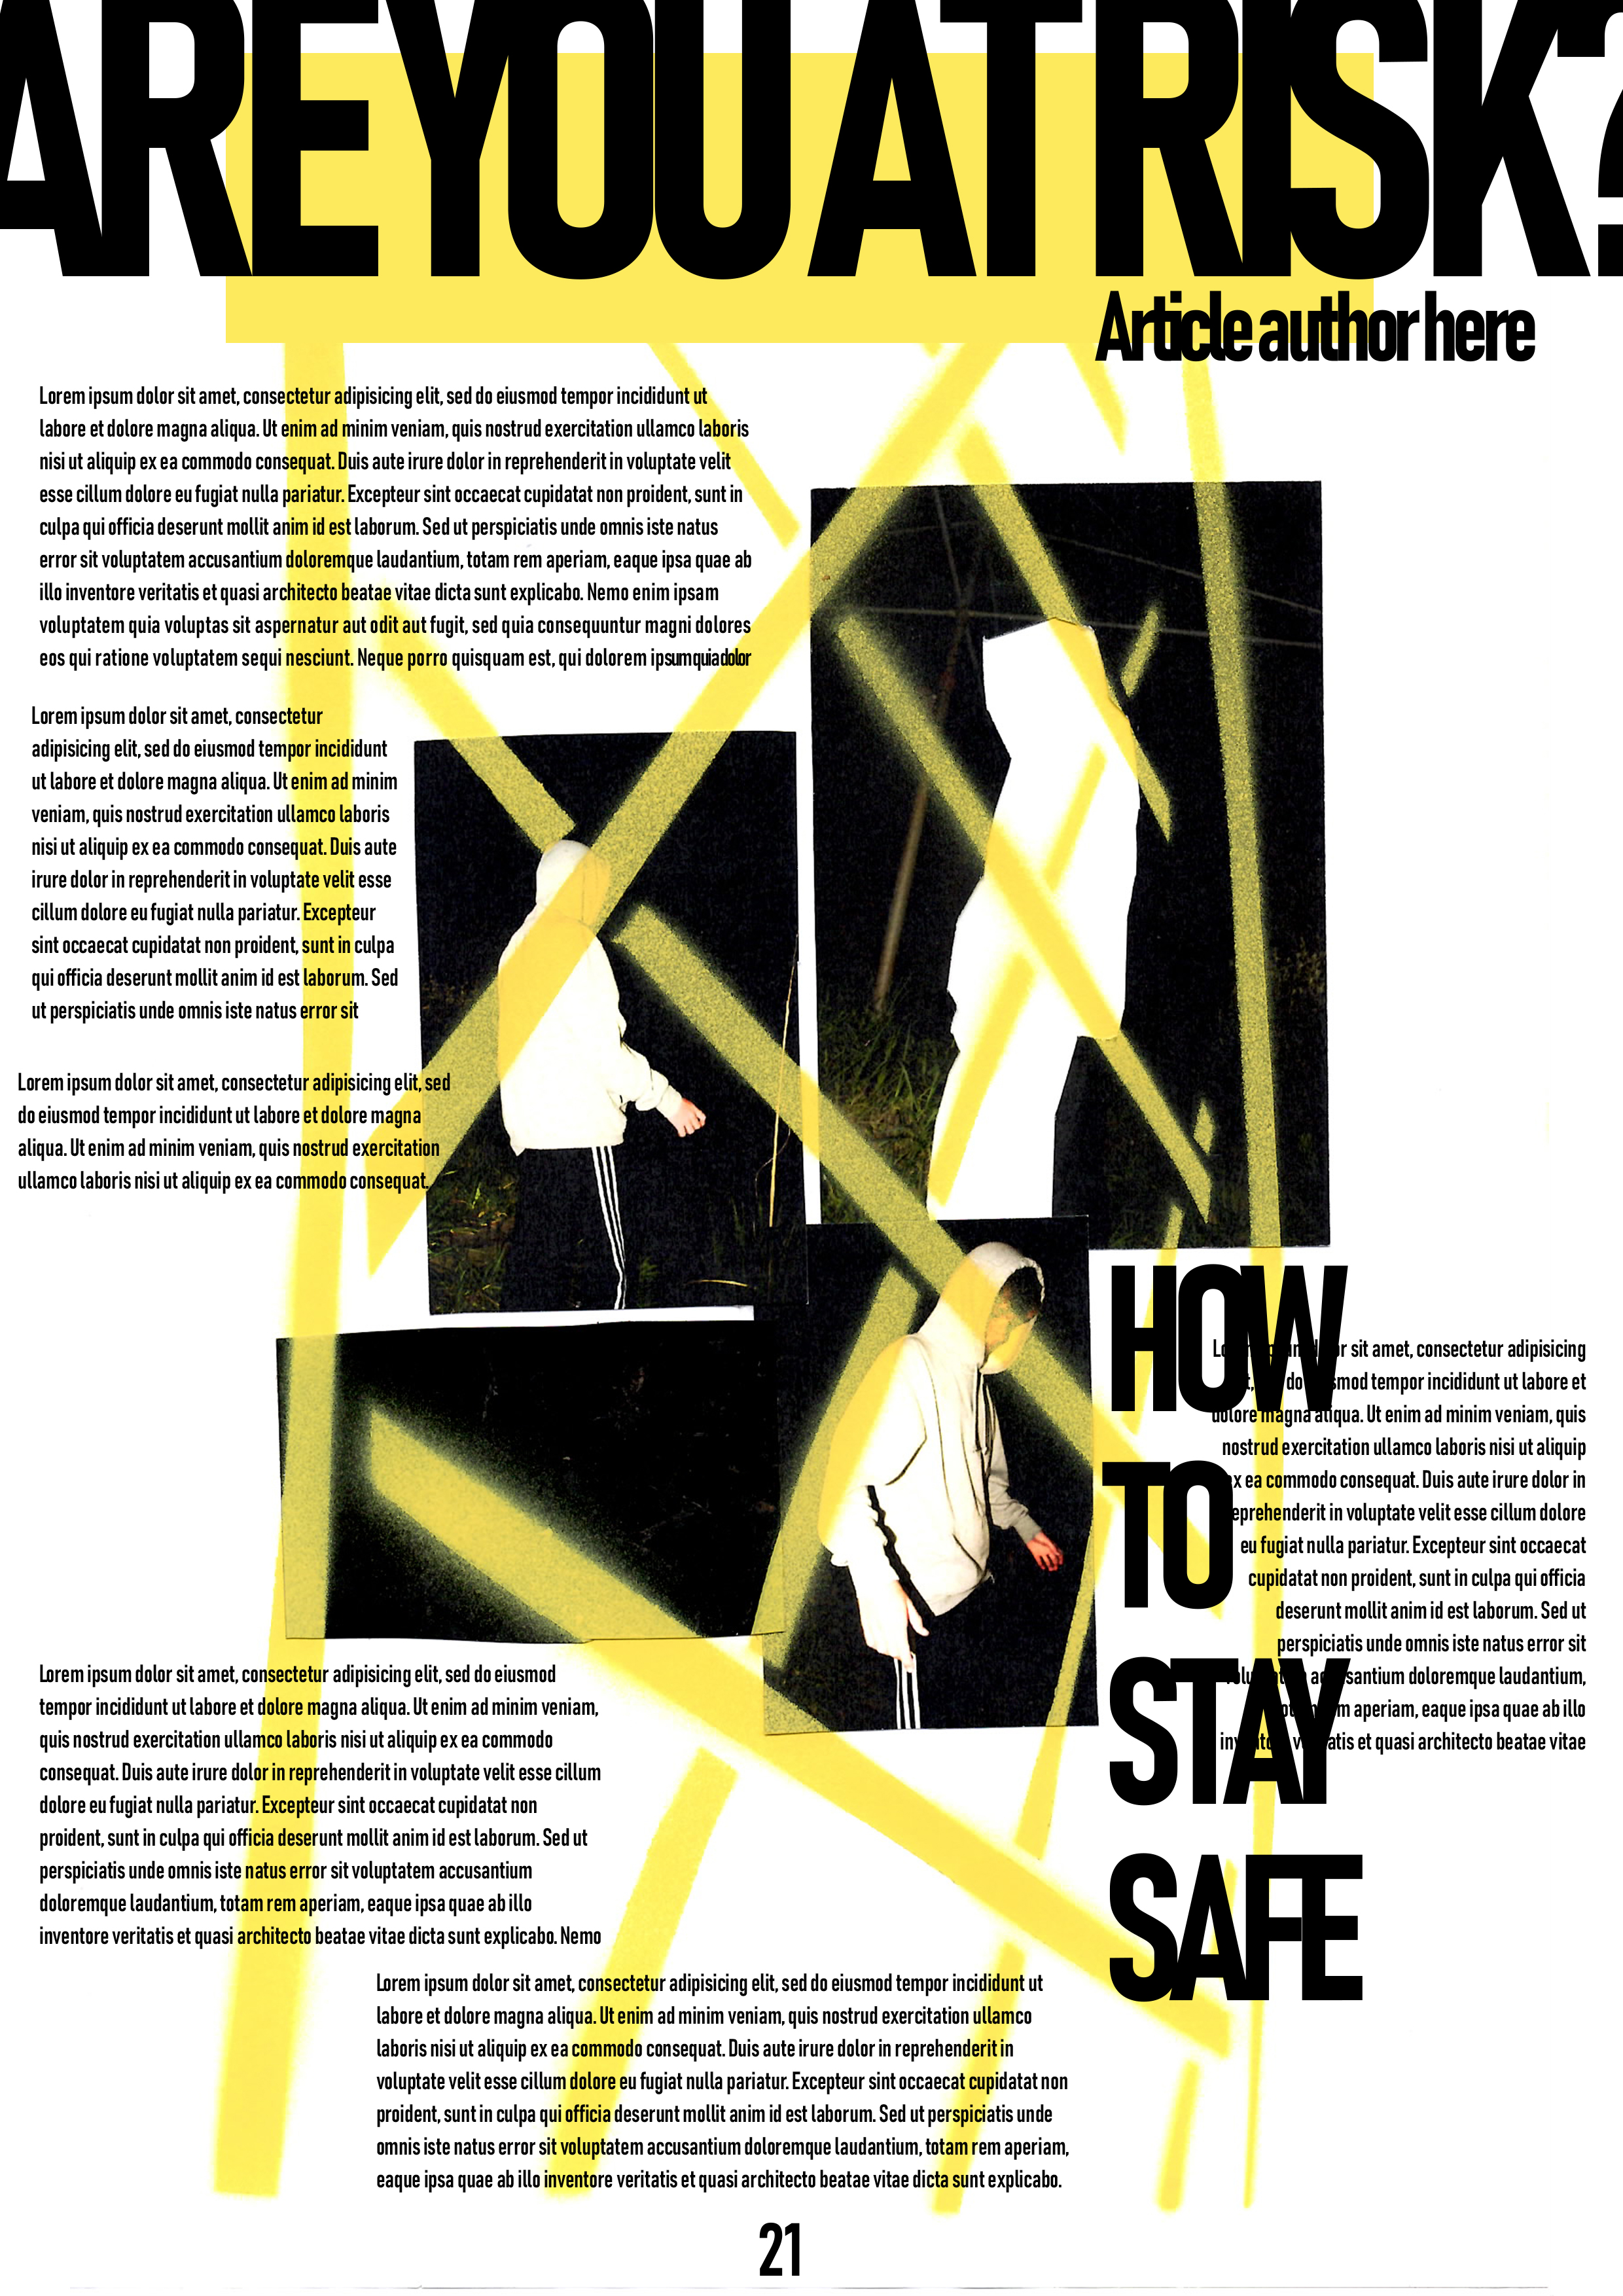 ARE YOU AT RISK?
Article author here
Lorem ipsum dolor sit amet, consectetur adipisicing elit, sed do eiusmod tempor incididunt ut
labore et dolore magna aliqua. Ut enim ad minim veniam, quis nostrud exercitation ullamco laboris
nisi ut aliquip ex ea commodo consequat. Duis aute irure dolor in reprehenderit in voluptate velit
esse cillum dolore eu fugiat nulla pariatur. Excepteur sint occaecat cupidatat non proident, sunt in
culpa qui officia deserunt mollit anim id est laborum. Sed ut perspiciatis unde omnis iste natus
error sit voluptatem accusantium doloremque laudantium, totam rem aperiam, eaque ipsa quae ab
illo inventore veritatis et quasi architecto beatae vitae dicta sunt explicabo. Nemo enim ipsam
voluptatem quia voluptas sit aspernatur aut odit aut fugit, sed quia consequuntur magni dolores
eos qui ratione voluptatem sequi nesciunt. Neque porro quisquam est, qui dolorem ipsum quia dolor
Lorem ipsum dolor sit amet, consectetur
adipisicing elit, sed do eiusmod tempor incididunt
ut labore et dolore magna aliqua. Ut enim ad minim
veniam, quis nostrud exercitation ullamco laboris
nisi ut aliquip ex ea commodo consequat. Duis aute
irure dolor in reprehenderit in voluptate velit esse
cillum dolore eu fugiat nulla pariatur. Excepteur
sint occaecat cupidatat non proident, sunt in culpa
qui officia deserunt mollit anim id est laborum. Sed
ut perspiciatis unde omnis iste natus error sit
Lorem ipsum dolor sit amet, consectetur adipisicing elit, sed
do eiusmod tempor incididunt ut labore et dolore magna
aliqua. Ut enim ad minim veniam, quis nostrud exercitation
ullamco laboris nisi ut aliquip ex ea commodo consequat.
HOW
TO
STAY
SAFE
sit amet, consectetur adipisicing
tempor incididunt ut labore et
dolore magna aliqua. Ut enim ad minim veniam, quis
nostrud exercitation ullamco laboris nisi ut aliquip
ex ea commodo consequat. Duis aute irure dolor in
reprehenderit in voluptate velit esse cillum dolore
eu fugiat nulla pariatur. Excepteur sint occaecat
cupidatat non proident, sunt in culpa qui officia
deserunt mollit anim id est laborum. Sed ut
perspiciatis unde omnis iste natus error sit
doloremque laudantium,
aperiam, eaque ipsa quae ab illo
et quasi architecto beatae vitae
Lorem ipsum dolor sit amet, consectetur adipisicing elit, sed do eiusmod
tempor incididunt ut labore et dolore magna aliqua. Ut enim ad minim veniam,
quis nostrud exercitation ullamco laboris nisi ut aliquip ex ea commodo
consequat. Duis aute irure dolor in reprehenderit in voluptate velit esse cillum
dolore eu fugiat nulla pariatur. Excepteur sint occaecat cupidatat non
proident, sunt in culpa qui officia deserunt mollit anim id est laborum. Sed ut
perspiciatis unde omnis iste natus error sit voluptatem accusantium
doloremque laudantium, totam rem aperiam, eaque ipsa quae ab illo
inventore veritatis et quasi architecto beatae vitae dicta sunt explicabo. Nemo
Lorem ipsum dolor sit amet, consectetur adipisicing elit, sed do eiusmod tempor incididunt ut
labore et dolore magna aliqua. Ut enim ad minim veniam, quis nostrud exercitation ullamco
laboris nisi ut aliquip ex ea commodo consequat. Duis aute irure dolor in reprehenderit in
voluptate velit esse cillum dolore eu fugiat nulla pariatur. Excepteur sint occaecat cupidatat non
proident, sunt in culpa qui officia deserunt mollit anim id est laborum. Sed ut perspiciatis unde
omnis iste natus error sit voluptatem accusantium doloremque laudantium, totam rem aperiam,
eaque ipsa quae ab illo inventore veritatis et quasi architecto beatae vitae dicta sunt explicabo.
21